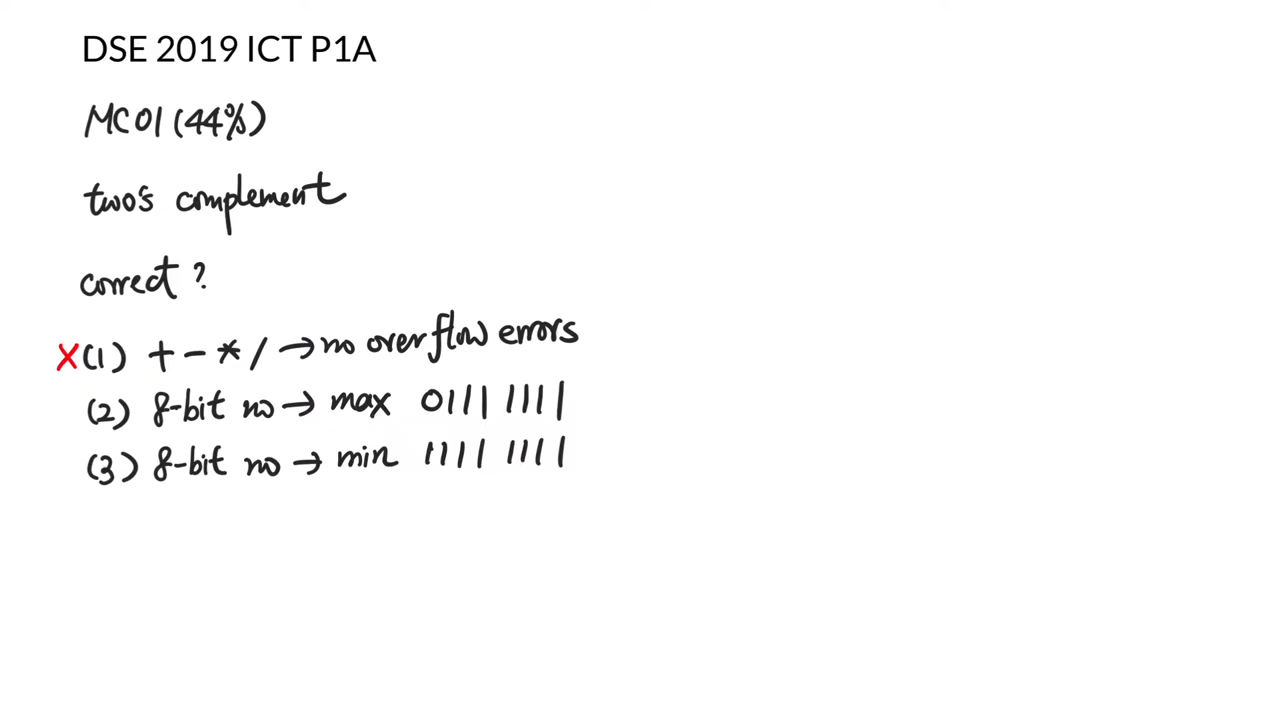 DSE 2019 ICT P1A
MC01 (44%)
two's complement
correct ?
X (1) + - * / → no overflow errors
(2) 8-bit no → max 0111 1111
(3) 8-bit no → min 1111 1111